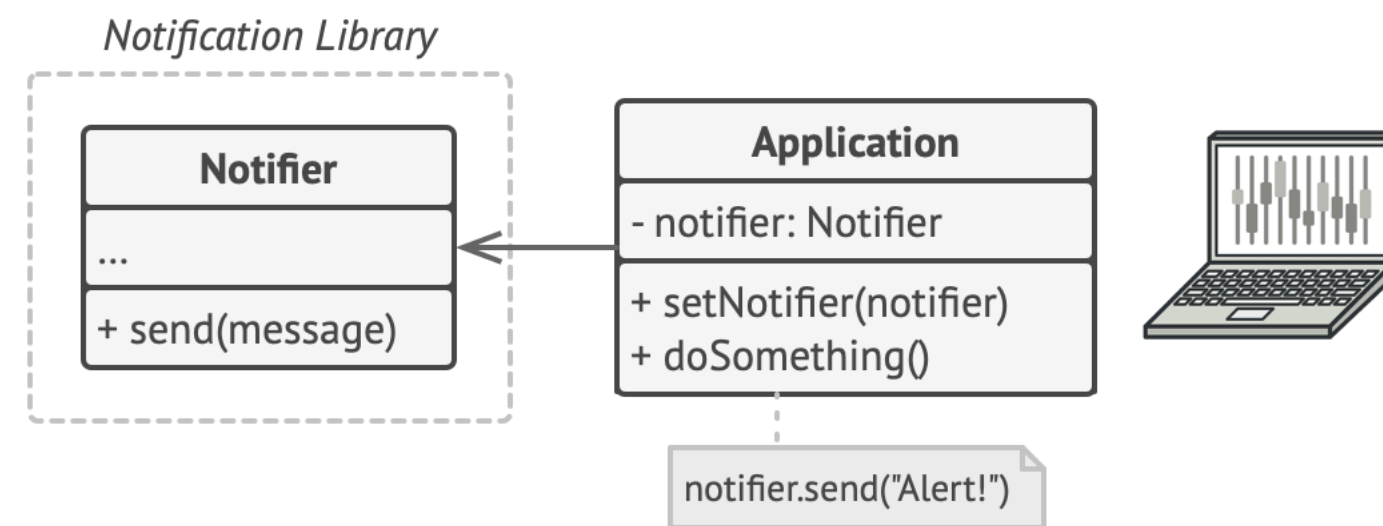 Notification Library
Notifier
...
+ send(message)
Application
- notifier: Notifier
+ setNotifier(notifier)
+ doSomething()
notifier.send("Alert!")